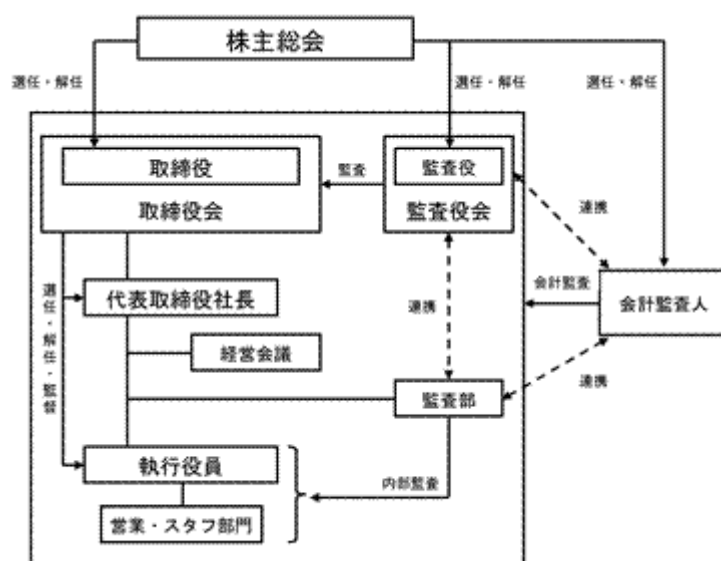 株主総会
選任・解任
選任・解任
選任・解任
取締役
監査
監査役
取締役会
監査役会
連携
選任・解任・監督
代表取締役社長
連携
会計監査
会計監査人
経営会議
連携
監査部
執行役員
内部監査
営業・スタフ部門